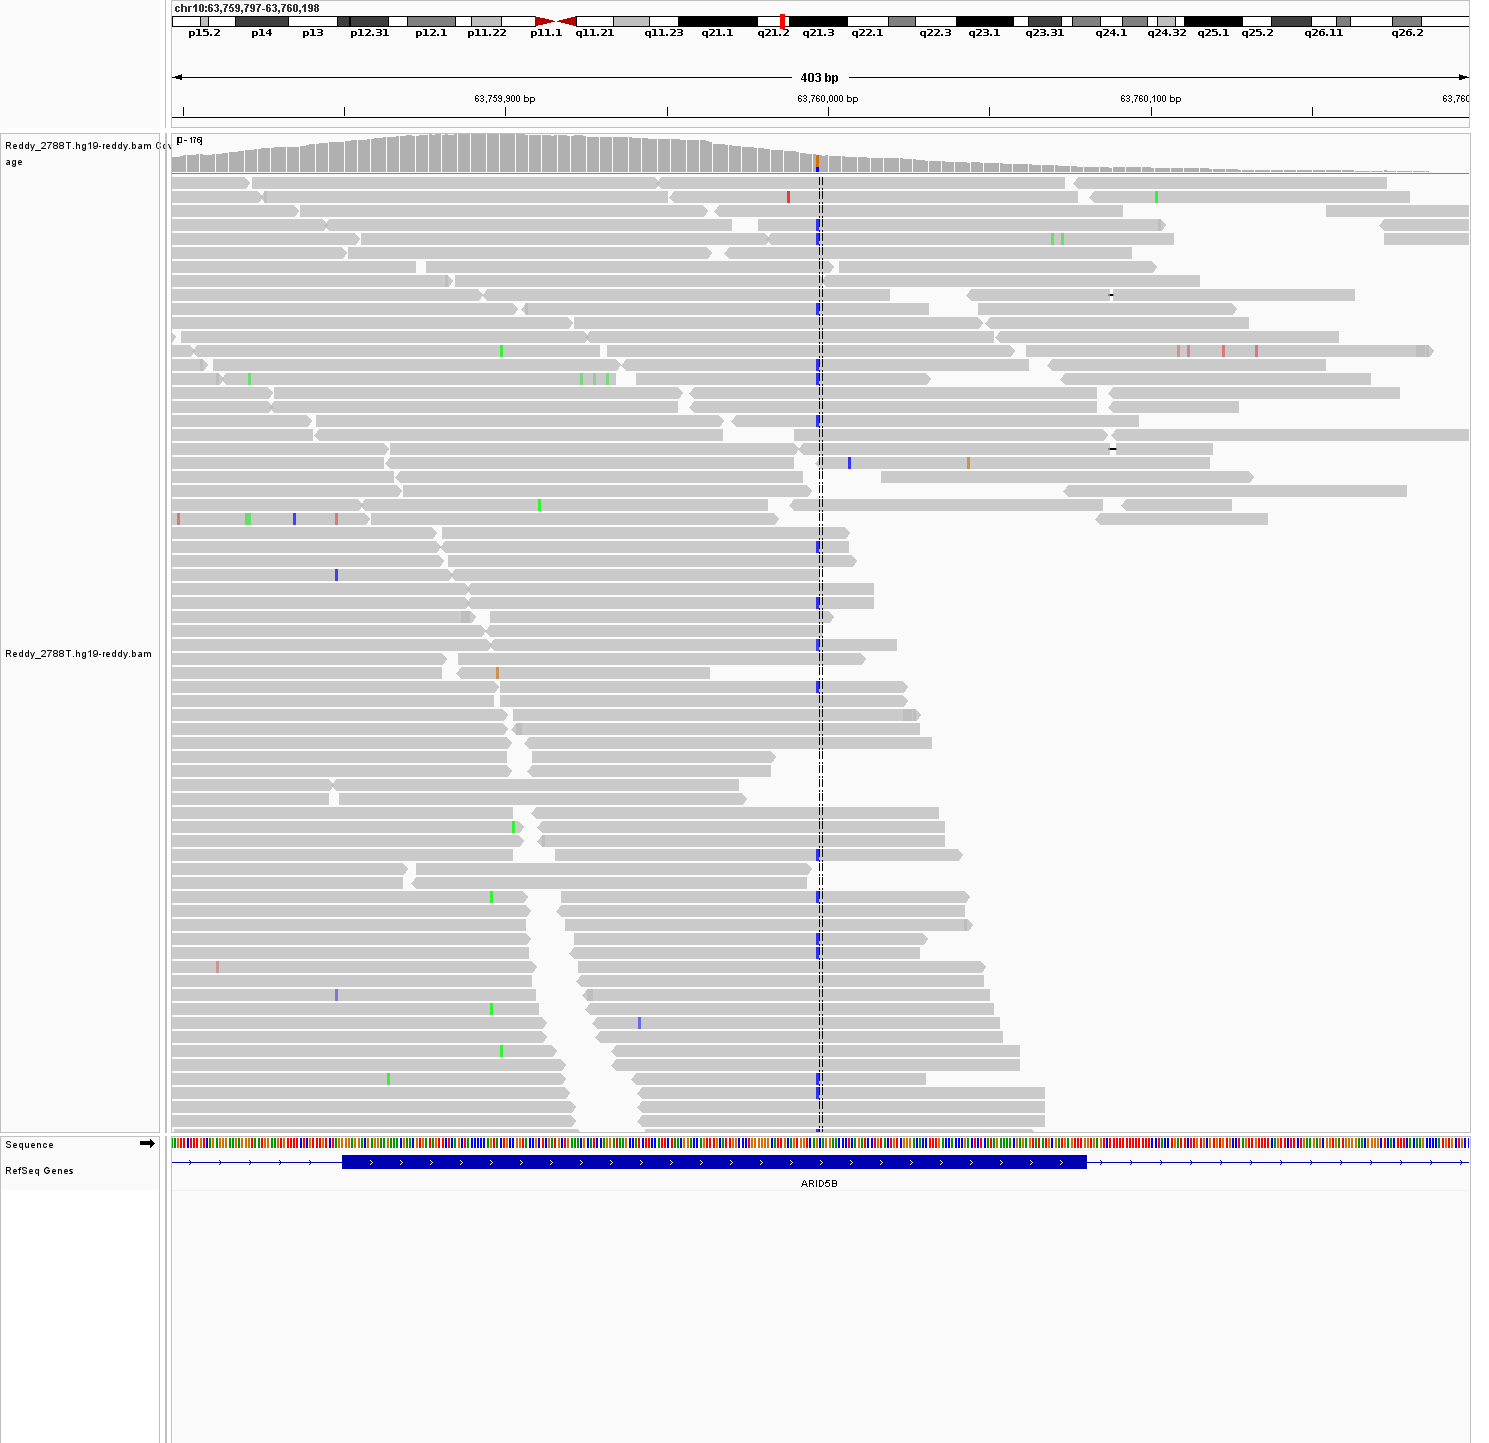 chr10:63,759,797-63,760,198
p15.2 p14 p13 p12.31 p12.1 p11.22 p11.1 q11.21 q11.23 q21.1 q21.2 q21.3 q22.1 q22.3 q23.1 q23.31 q24.1 q24.32 q25.1 q25.2 q26.11 q26.2
403 bp
63,759,900 bp 63,760,000 bp 63,760,100 bp 63,760
Reddy_2788T.hg19-reddy.bam Cov
age
[0 - 176]
Reddy_2788T.hg19-reddy.bam
Sequence
RefSeq Genes
ARID5B